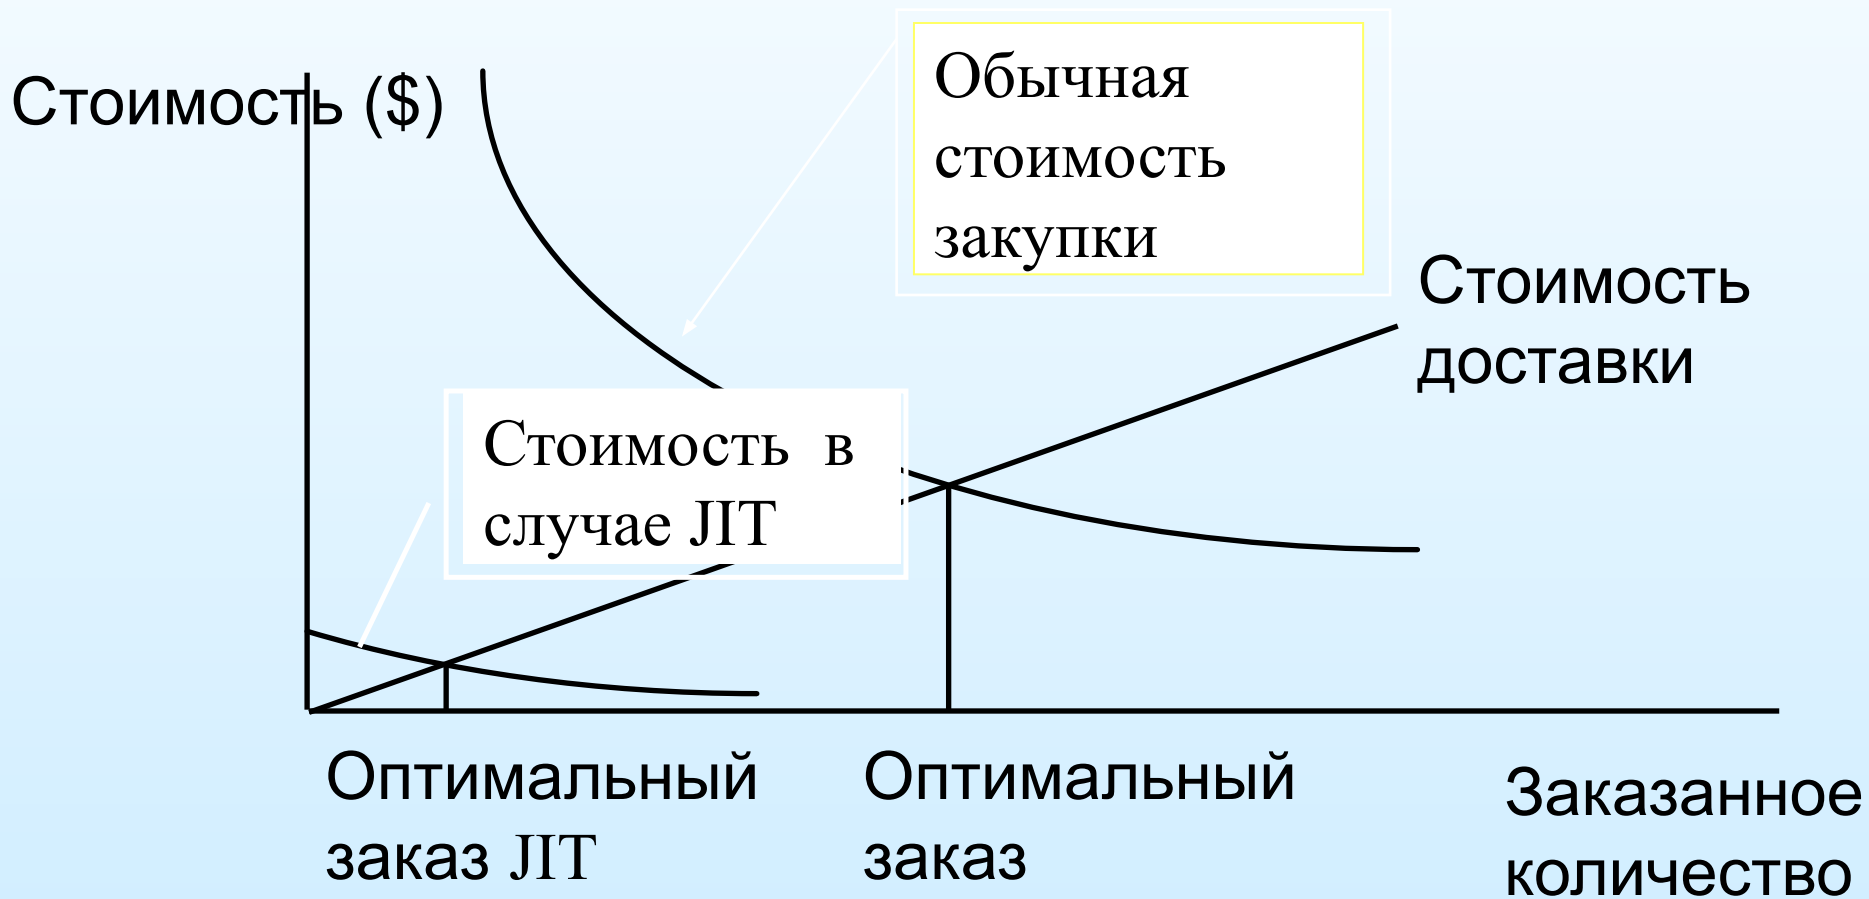 Стоимость ($)
Обычная
стоимость
закупки
Стоимость
доставки
Стоимость в
случае JIT
Оптимальный
заказ JIT
Оптимальный
заказ
Заказанное
количество